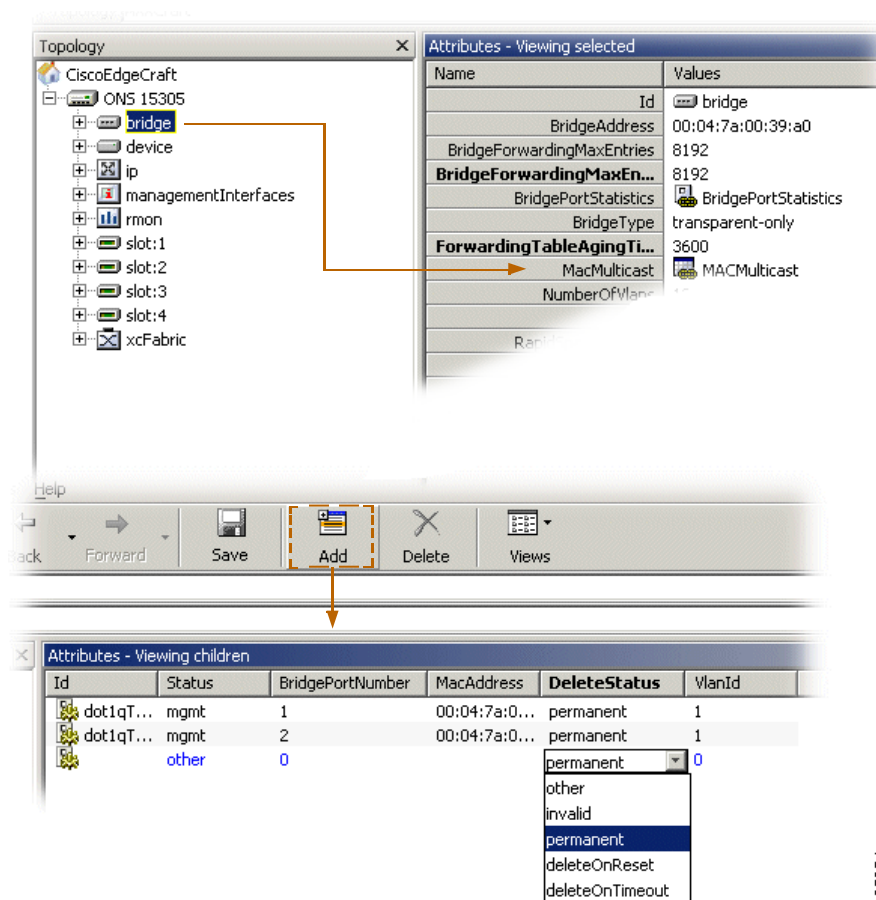 Topology
CiscoEdgeCraft
ONS 15305
bridge
device
ip
managementInterfaces
rmon
slot:1
slot:2
slot:3
slot:4
xcFabric
Attributes - Viewing selected
Name Values
Id bridge
BridgeAddress 00:04:7a:00:39:a0
BridgeForwardingMaxEntries 8192
BridgeForwardingMaxEn... 8192
BridgePortStatistics BridgePortStatistics
BridgeType transparent-only
ForwardingTableAgingTi... 3600
MacMulticast MACMulticast
NumberOfVlans
Help
Back Forward Save Add Delete Views
Attributes - Viewing children
Id Status BridgePortNumber MacAddress DeleteStatus VlanId
dot1qT... mgmt 1 00:04:7a:0... permanent 1
dot1qT... mgmt 2 00:04:7a:0... permanent 1
other 0 permanent 0
other
invalid
permanent
deleteOnReset
deleteOnTimeout